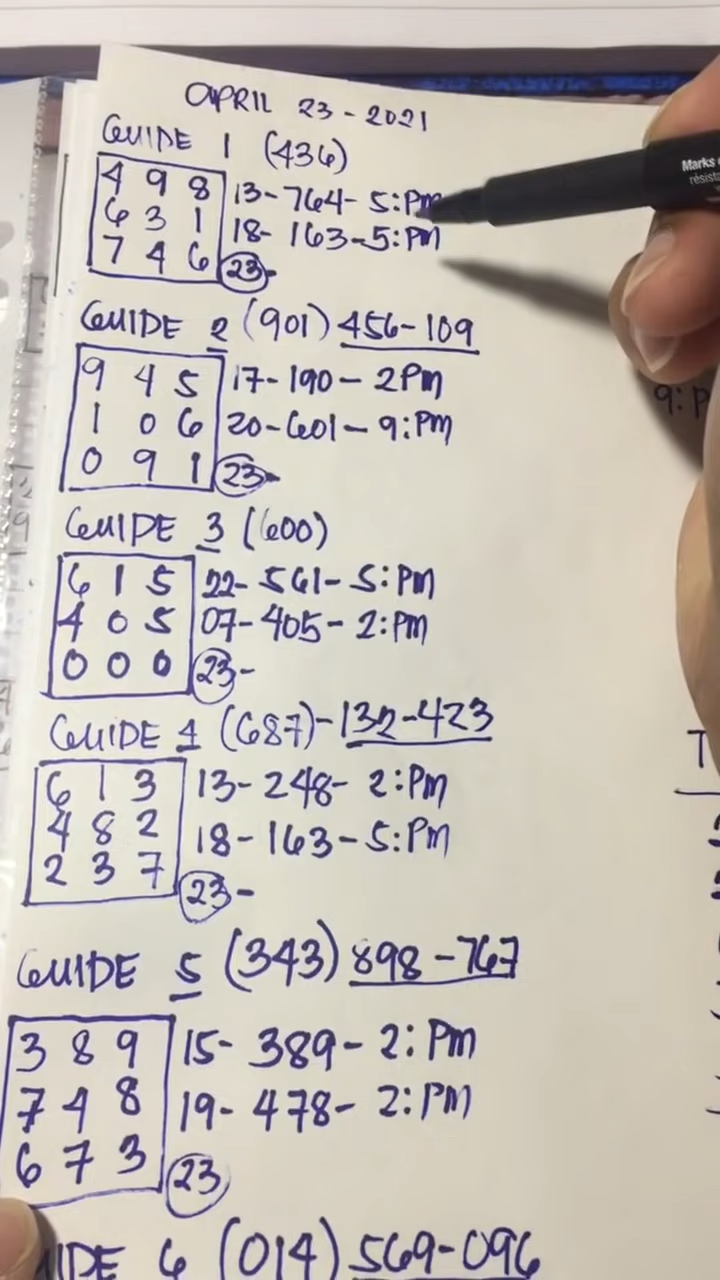 APRIL 23-2021
GUIDE 1 (436)
4 9 8 13-764-5:PM
6 3 1 18-163-5:PM
7 4 6 23-
GUIDE 2 (901) 456-109
9 4 5 17-190-2PM
1 0 6 20-601-9:PM
0 9 1 23-
GUIDE 3 (600)
6 1 5 22-561-5:PM
4 0 5 07-405-2:PM
0 0 0 23-
GUIDE 4 (687)-132-423
6 1 3 13-248-2:PM
4 8 2 18-163-5:PM
2 3 7 23-
GUIDE 5 (343) 898-767
3 8 9 15-389-2:PM
7 4 8 19-478-2:PM
6 7 3 23
GUIDE 6 (014) 569-096
Marks
9:P
T